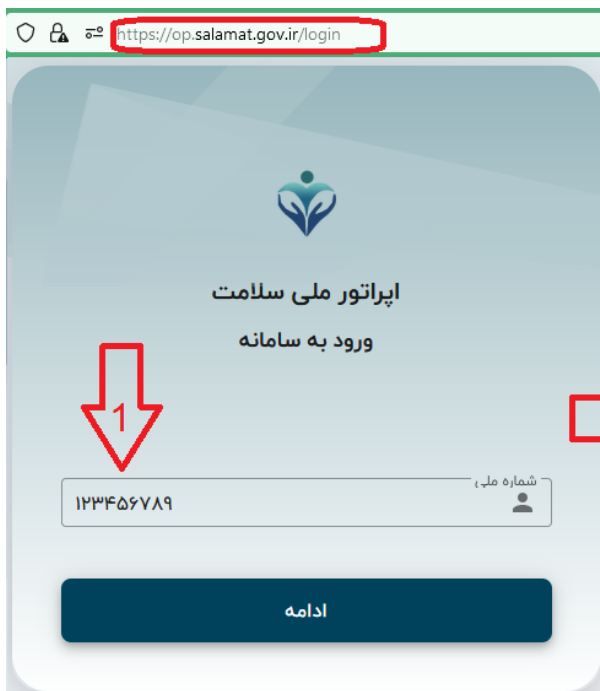 https://op.salamat.gov.ir/login
اپراتور ملی سلامت
ورود به سامانه
1
شماره ملی
۱۲۳۴۵۶۷۸۹
ادامه